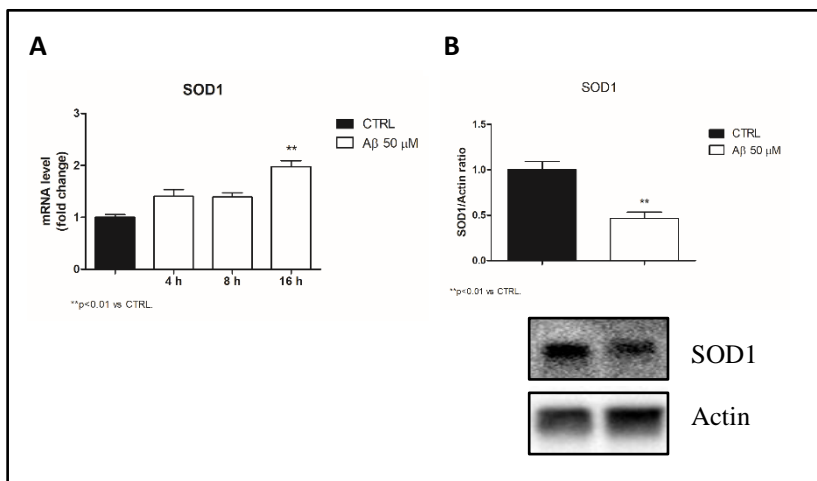 A
SOD1
3
2
1
0
mRNA level
(fold change)
**
4 h
8 h
16 h
CTRL
Aβ 50 μM
**p<0.01 vs CTRL.
B
SOD1
1.5
1.0
0.5
0.0
SOD1/Actin ratio
**
CTRL
Aβ 50 μM
**p<0.01 vs CTRL.
SOD1
Actin